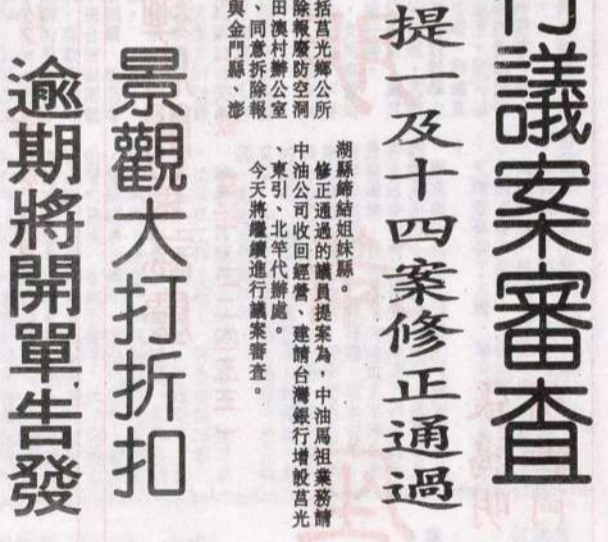 行議案審查
提一及十四案修正通過
括莒光鄉公所
除報廢防空洞
田澳村辦公室
、同意拆除報
與金門縣、澎
湖縣締結姐妹縣。
修正通過的議員提案為，中油馬祖業務請
中油公司收回經營、建請台灣銀行增設莒光
、東引、北竿代辦處。
今天將繼續進行議案審查。
景觀大打折扣
逾期將開單告發